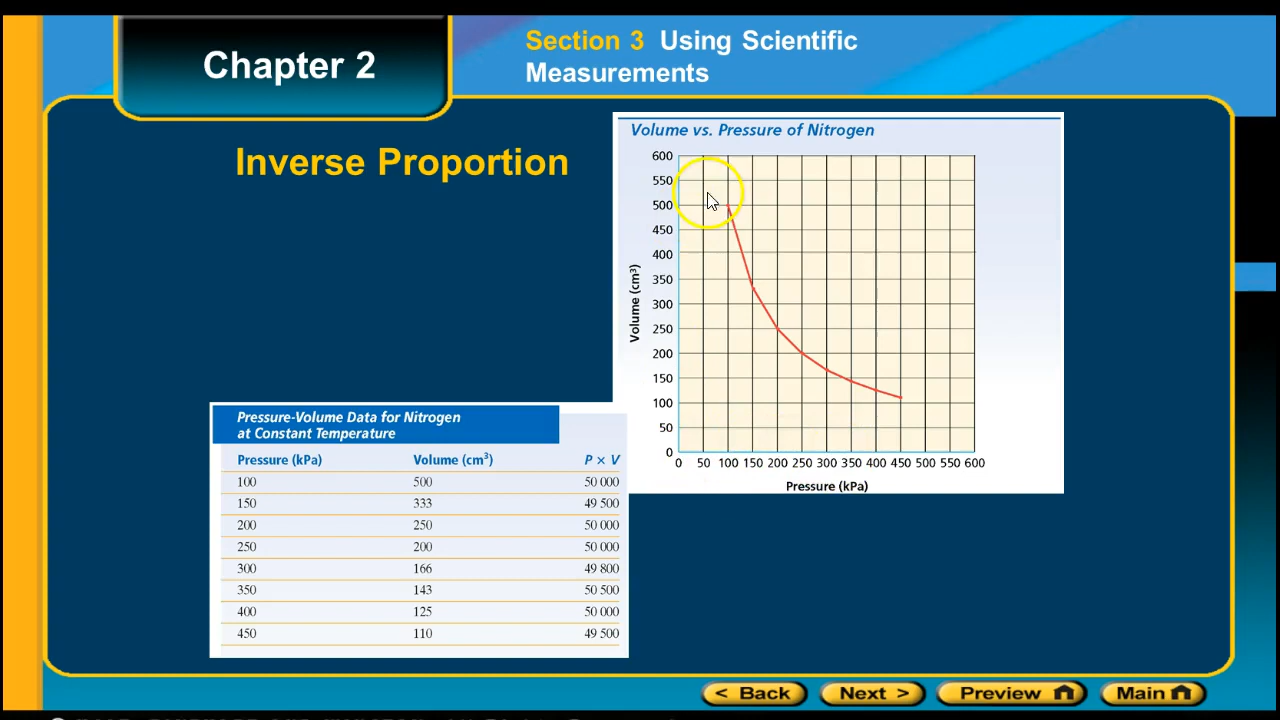 Chapter 2
Section 3 Using Scientific
Measurements
Inverse Proportion
Volume vs. Pressure of Nitrogen
600
550
500
450
400
350
300
250
200
150
100
50
0
Volume (cm³)
0 50 100 150 200 250 300 350 400 450 500 550 600
Pressure (kPa)
Pressure-Volume Data for Nitrogen
at Constant Temperature
Pressure (kPa) Volume (cm³) P × V
100 500 50 000
150 333 49 500
200 250 50 000
250 200 50 000
300 166 49 800
350 143 50 500
400 125 50 000
450 110 49 500
< Back Next > Preview Main